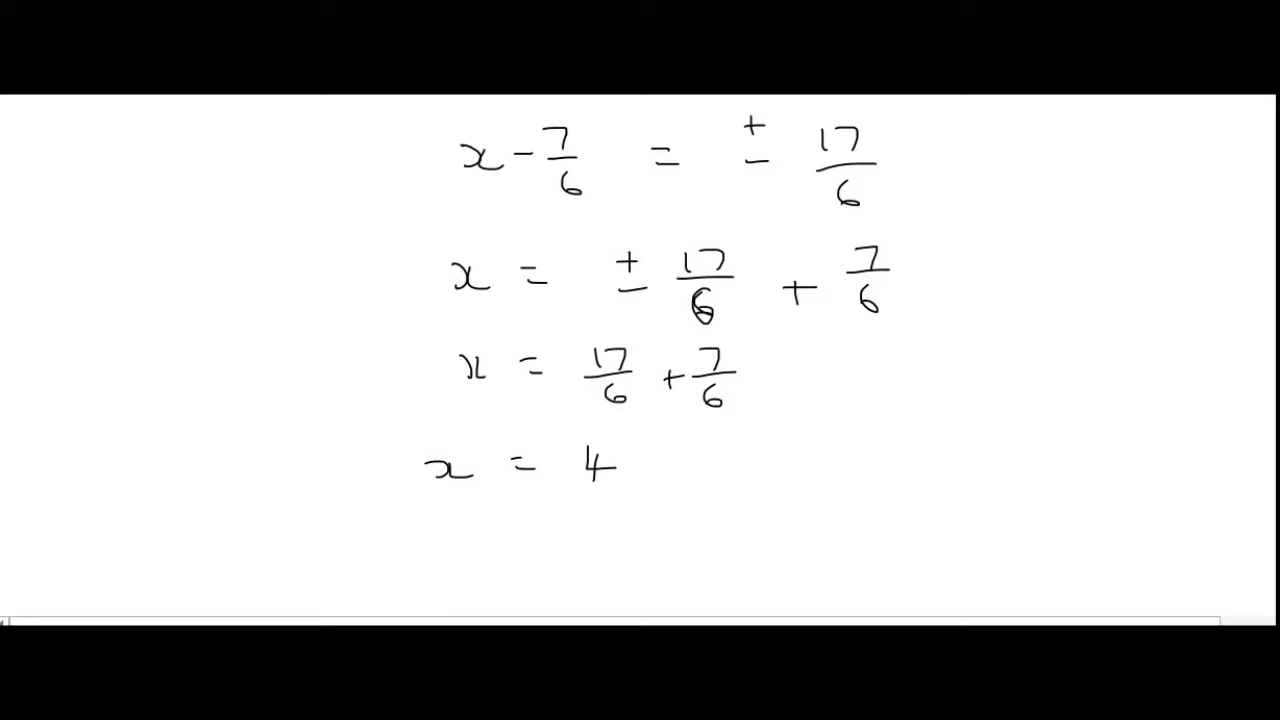 x - 7/6 = ± 17/6
x = ± 17/6 + 7/6
x = 17/6 + 7/6
x = 4